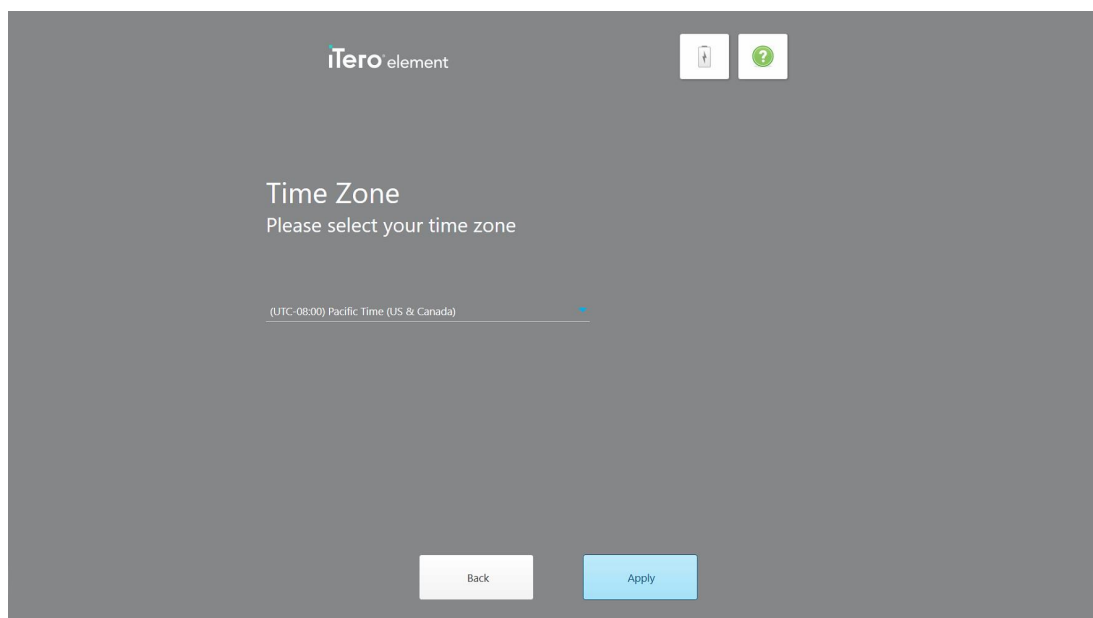 iTero element
?
Time Zone
Please select your time zone
(UTC-08:00) Pacific Time (US & Canada)
Back
Apply